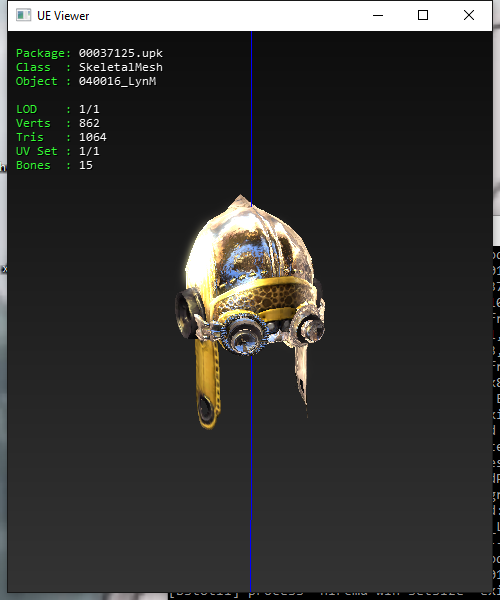 UE Viewer
Package: 00037125.upk
Class : SkeletalMesh
Object : 040016_LynM
LOD : 1/1
Verts : 862
Tris : 1064
UV Set : 1/1
Bones : 15